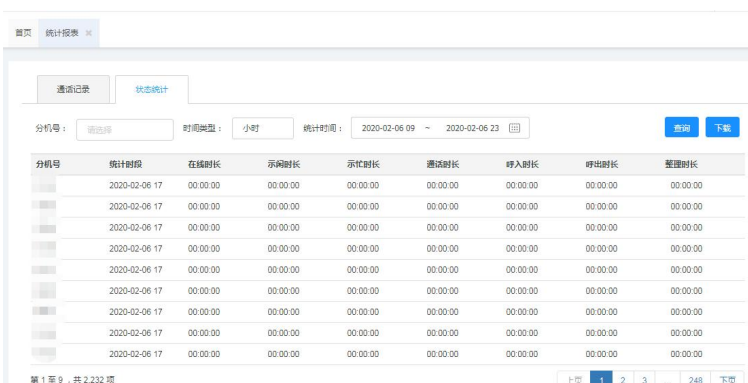 首页 统计报表 ×
通话记录 状态统计
分机号： 请选择 时间类型： 小时 统计时间： 2020-02-06 09 ~ 2020-02-06 23 查询 下载
分机号 统计时段 在线时长 示闲时长 示忙时长 通话时长 呼入时长 呼出时长 整理时长
2020-02-06 17 00:00:00 00:00:00 00:00:00 00:00:00 00:00:00 00:00:00 00:00:00
2020-02-06 17 00:00:00 00:00:00 00:00:00 00:00:00 00:00:00 00:00:00 00:00:00
2020-02-06 17 00:00:00 00:00:00 00:00:00 00:00:00 00:00:00 00:00:00 00:00:00
2020-02-06 17 00:00:00 00:00:00 00:00:00 00:00:00 00:00:00 00:00:00 00:00:00
2020-02-06 17 00:00:00 00:00:00 00:00:00 00:00:00 00:00:00 00:00:00 00:00:00
2020-02-06 17 00:00:00 00:00:00 00:00:00 00:00:00 00:00:00 00:00:00 00:00:00
2020-02-06 17 00:00:00 00:00:00 00:00:00 00:00:00 00:00:00 00:00:00 00:00:00
2020-02-06 17 00:00:00 00:00:00 00:00:00 00:00:00 00:00:00 00:00:00 00:00:00
2020-02-06 17 00:00:00 00:00:00 00:00:00 00:00:00 00:00:00 00:00:00 00:00:00
第 1 至 9 ，共 2,232 项 上页 1 2 3 ... 248 下页